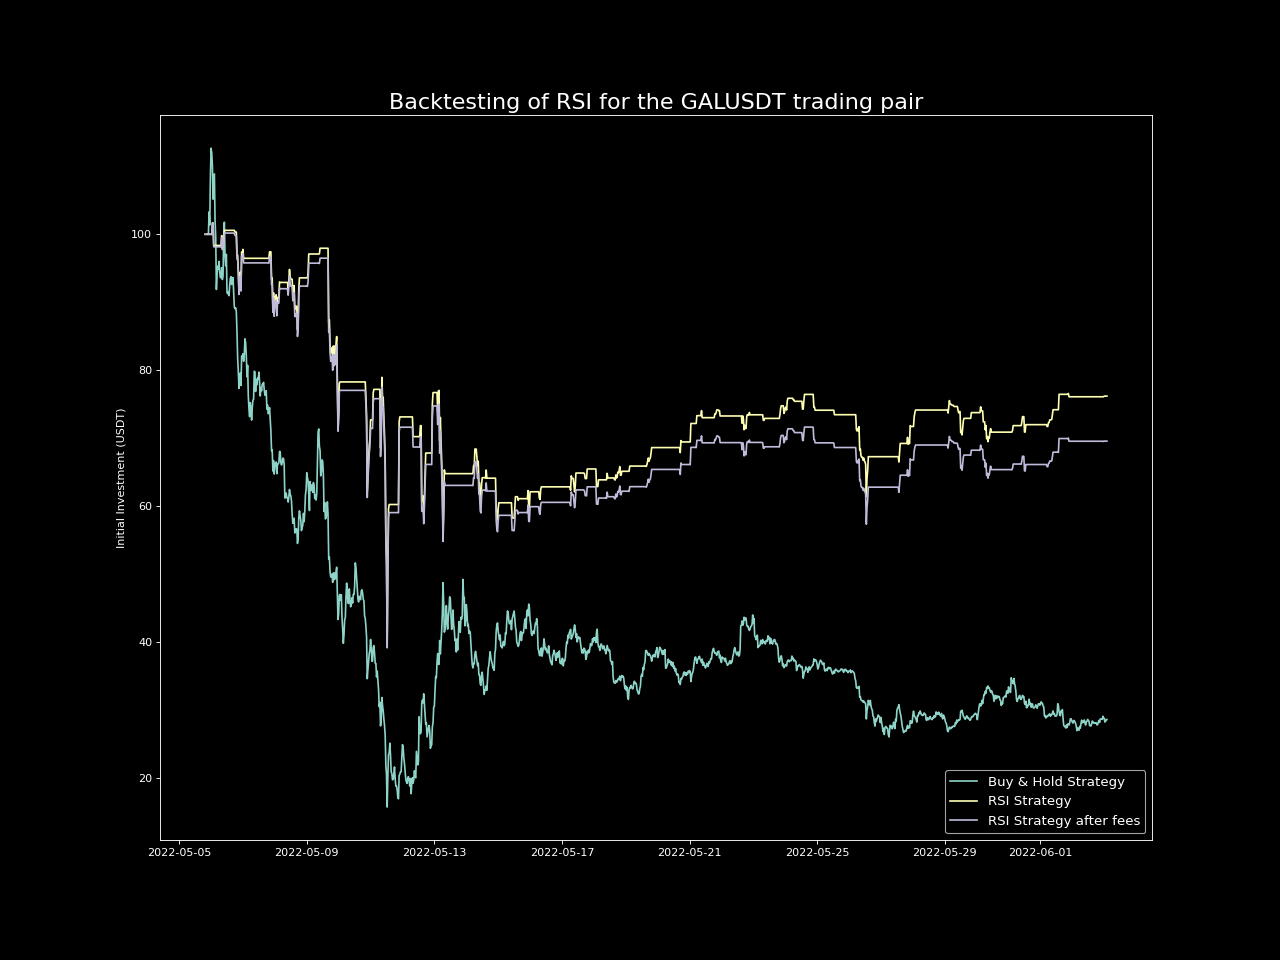 Backtesting of RSI for the GALUSDT trading pair
Initial Investment (USDT)
100
80
60
40
20
2022-05-05
2022-05-09
2022-05-13
2022-05-17
2022-05-21
2022-05-25
2022-05-29
2022-06-01
Buy & Hold Strategy
RSI Strategy
RSI Strategy after fees